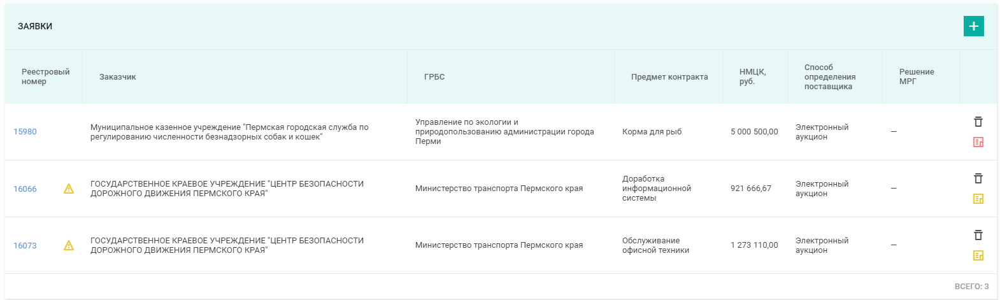 ЗАЯВКИ
Реестровый
номер
Заказчик
ГРБС
Предмет контракта
НМЦК,
руб.
Способ
определения
поставщика
Решение
МРГ
15980
Муниципальное казенное учреждение "Пермская городская служба по
регулированию численности безнадзорных собак и кошек"
Управление по экологии и
природопользованию администрации города
Перми
Корма для рыб
5 000 500,00
Электронный
аукцион
—
16066
ГОСУДАРСТВЕННОЕ КРАЕВОЕ УЧРЕЖДЕНИЕ "ЦЕНТР БЕЗОПАСНОСТИ
ДОРОЖНОГО ДВИЖЕНИЯ ПЕРМСКОГО КРАЯ"
Министерство транспорта Пермского края
Доработка
информационной
системы
921 666,67
Электронный
аукцион
—
16073
ГОСУДАРСТВЕННОЕ КРАЕВОЕ УЧРЕЖДЕНИЕ "ЦЕНТР БЕЗОПАСНОСТИ
ДОРОЖНОГО ДВИЖЕНИЯ ПЕРМСКОГО КРАЯ"
Министерство транспорта Пермского края
Обслуживание
офисной техники
1 273 110,00
Электронный
аукцион
—
ВСЕГО: 3